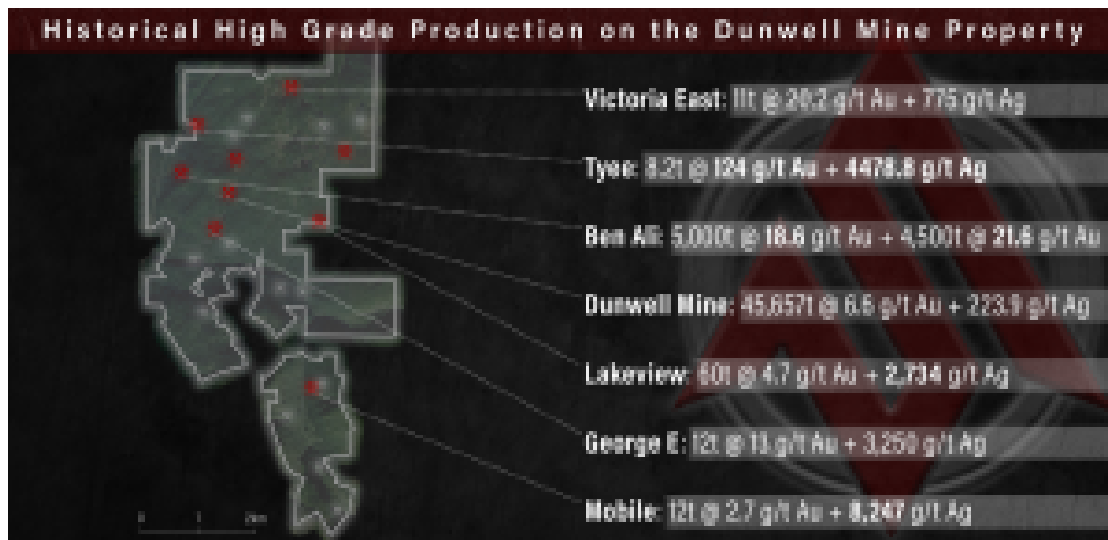 Historical High Grade Production on the Dunwell Mine Property
Victoria East: 11t @ 20.2 g/t Au + 775 g/t Ag
Tyee: 8.2t @ 124 g/t Au + 4478.8 g/t Ag
Ben Ali: 5,000t @ 18.6 g/t Au + 4,500t @ 21.6 g/t Au
Dunwell Mine: 45,657t @ 6.6 g/t Au + 223.9 g/t Ag
Lakeview: 60t @ 4.7 g/t Au + 2,734 g/t Ag
George E: 12t @ 13 g/t Au + 3,250 g/t Ag
Mobile: 12t @ 2.7 g/t Au + 8,247 g/t Ag
0 1 2km